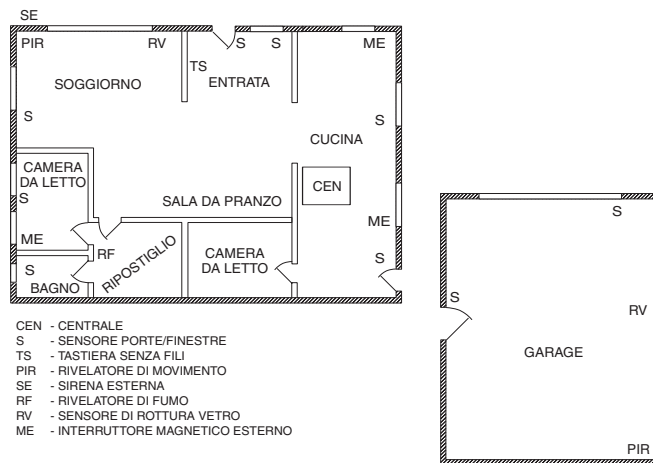 SE
PIR RV S S ME
TS
SOGGIORNO ENTRATA
S S
CUCINA
CAMERA
DA LETTO
CEN
S SALA DA PRANZO
ME ME
RF
RIPOSTIGLIO
CAMERA
DA LETTO
S S
BAGNO
S
S
RV
GARAGE
PIR
CEN - CENTRALE
S - SENSORE PORTE/FINESTRE
TS - TASTIERA SENZA FILI
PIR - RIVELATORE DI MOVIMENTO
SE - SIRENA ESTERNA
RF - RIVELATORE DI FUMO
RV - SENSORE DI ROTTURA VETRO
ME - INTERRUTTORE MAGNETICO ESTERNO